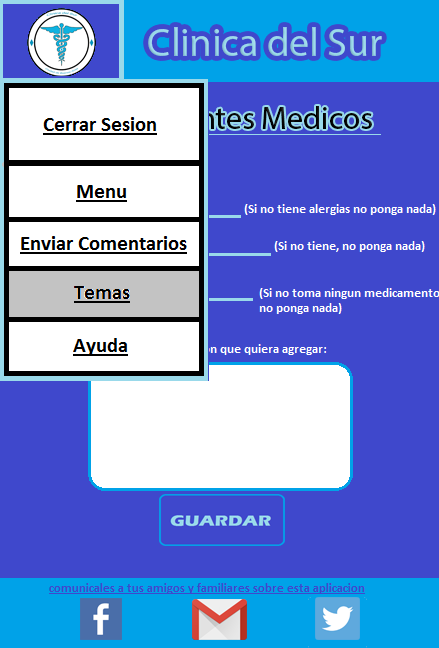 Clinica del Sur
Cerrar Sesion
Medicos
Menu
(Si no tiene alergias no ponga nada)
Enviar Comentarios
(Si no tiene, no ponga nada)
Temas
(Si no toma ningun medicamento
no ponga nada)
Ayuda
que quiera agregar:
GUARDAR
comunicales a tus amigos y familiares sobre esta aplicacion